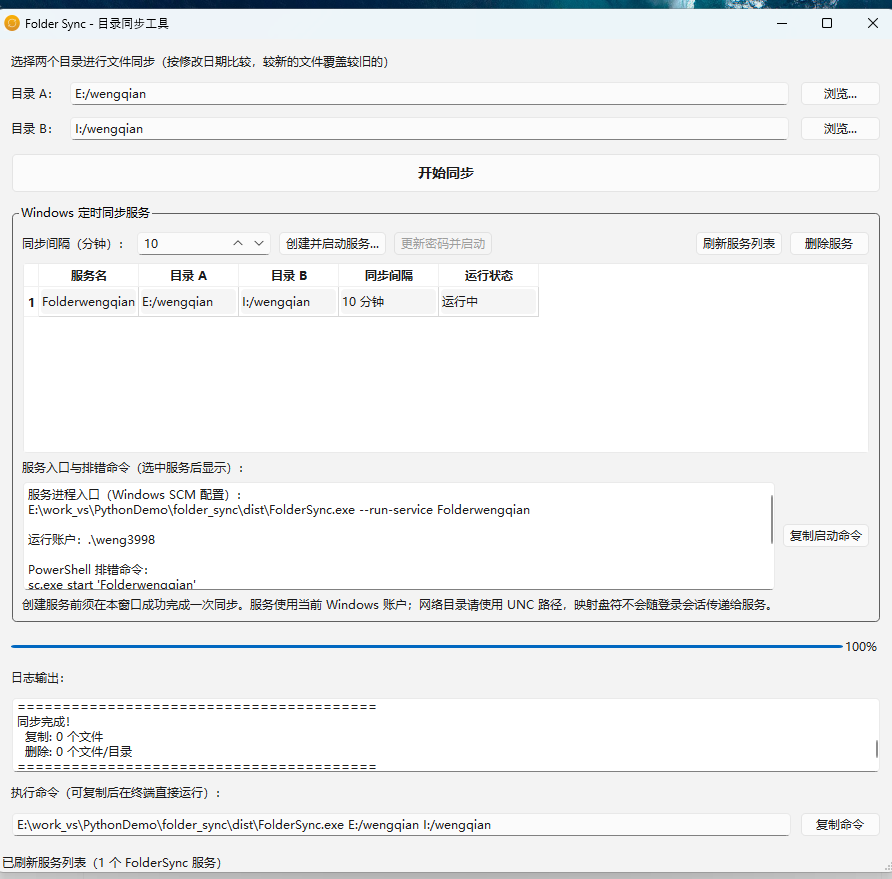 Folder Sync - 目录同步工具
选择两个目录进行文件同步（按修改日期比较，较新的文件覆盖较旧的）
目录 A: E:/wengqian 浏览...
目录 B: I:/wengqian 浏览...
开始同步
Windows 定时同步服务
同步间隔（分钟）： 10 创建并启动服务... 更新密码并启动 刷新服务列表 删除服务
服务名 目录 A 目录 B 同步间隔 运行状态
1 Folderwengqian E:/wengqian I:/wengqian 10 分钟 运行中
服务入口与排错命令（选中服务后显示）：
服务进程入口（Windows SCM 配置）：
E:\work_vs\PythonDemo\folder_sync\dist\FolderSync.exe --run-service Folderwengqian
运行账户：.\weng3998
复制启动命令
PowerShell 排错命令：
sc.exe start 'Folderwengqian'
创建服务前须在本窗口成功完成一次同步。服务使用当前 Windows 账户；网络目录请使用 UNC 路径，映射盘符不会随登录会话传递给服务。
100%
日志输出:
========================================
同步完成!
复制: 0 个文件
删除: 0 个文件/目录
========================================
执行命令（可复制后在终端直接运行）：
E:\work_vs\PythonDemo\folder_sync\dist\FolderSync.exe E:/wengqian I:/wengqian 复制命令
已刷新服务列表（1 个 FolderSync 服务）